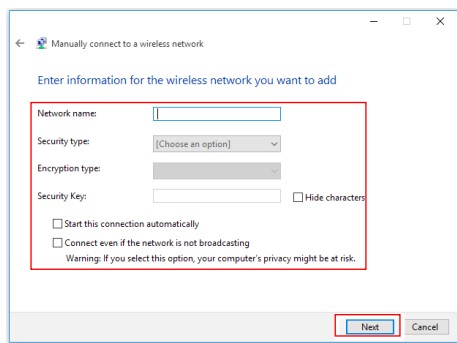 Manually connect to a wireless network
Enter information for the wireless network you want to add
Network name:
Security type: [Choose an option]
Encryption type:
Security Key: Hide characters
Start this connection automatically
Connect even if the network is not broadcasting
Warning: If you select this option, your computer's privacy might be at risk.
Next Cancel